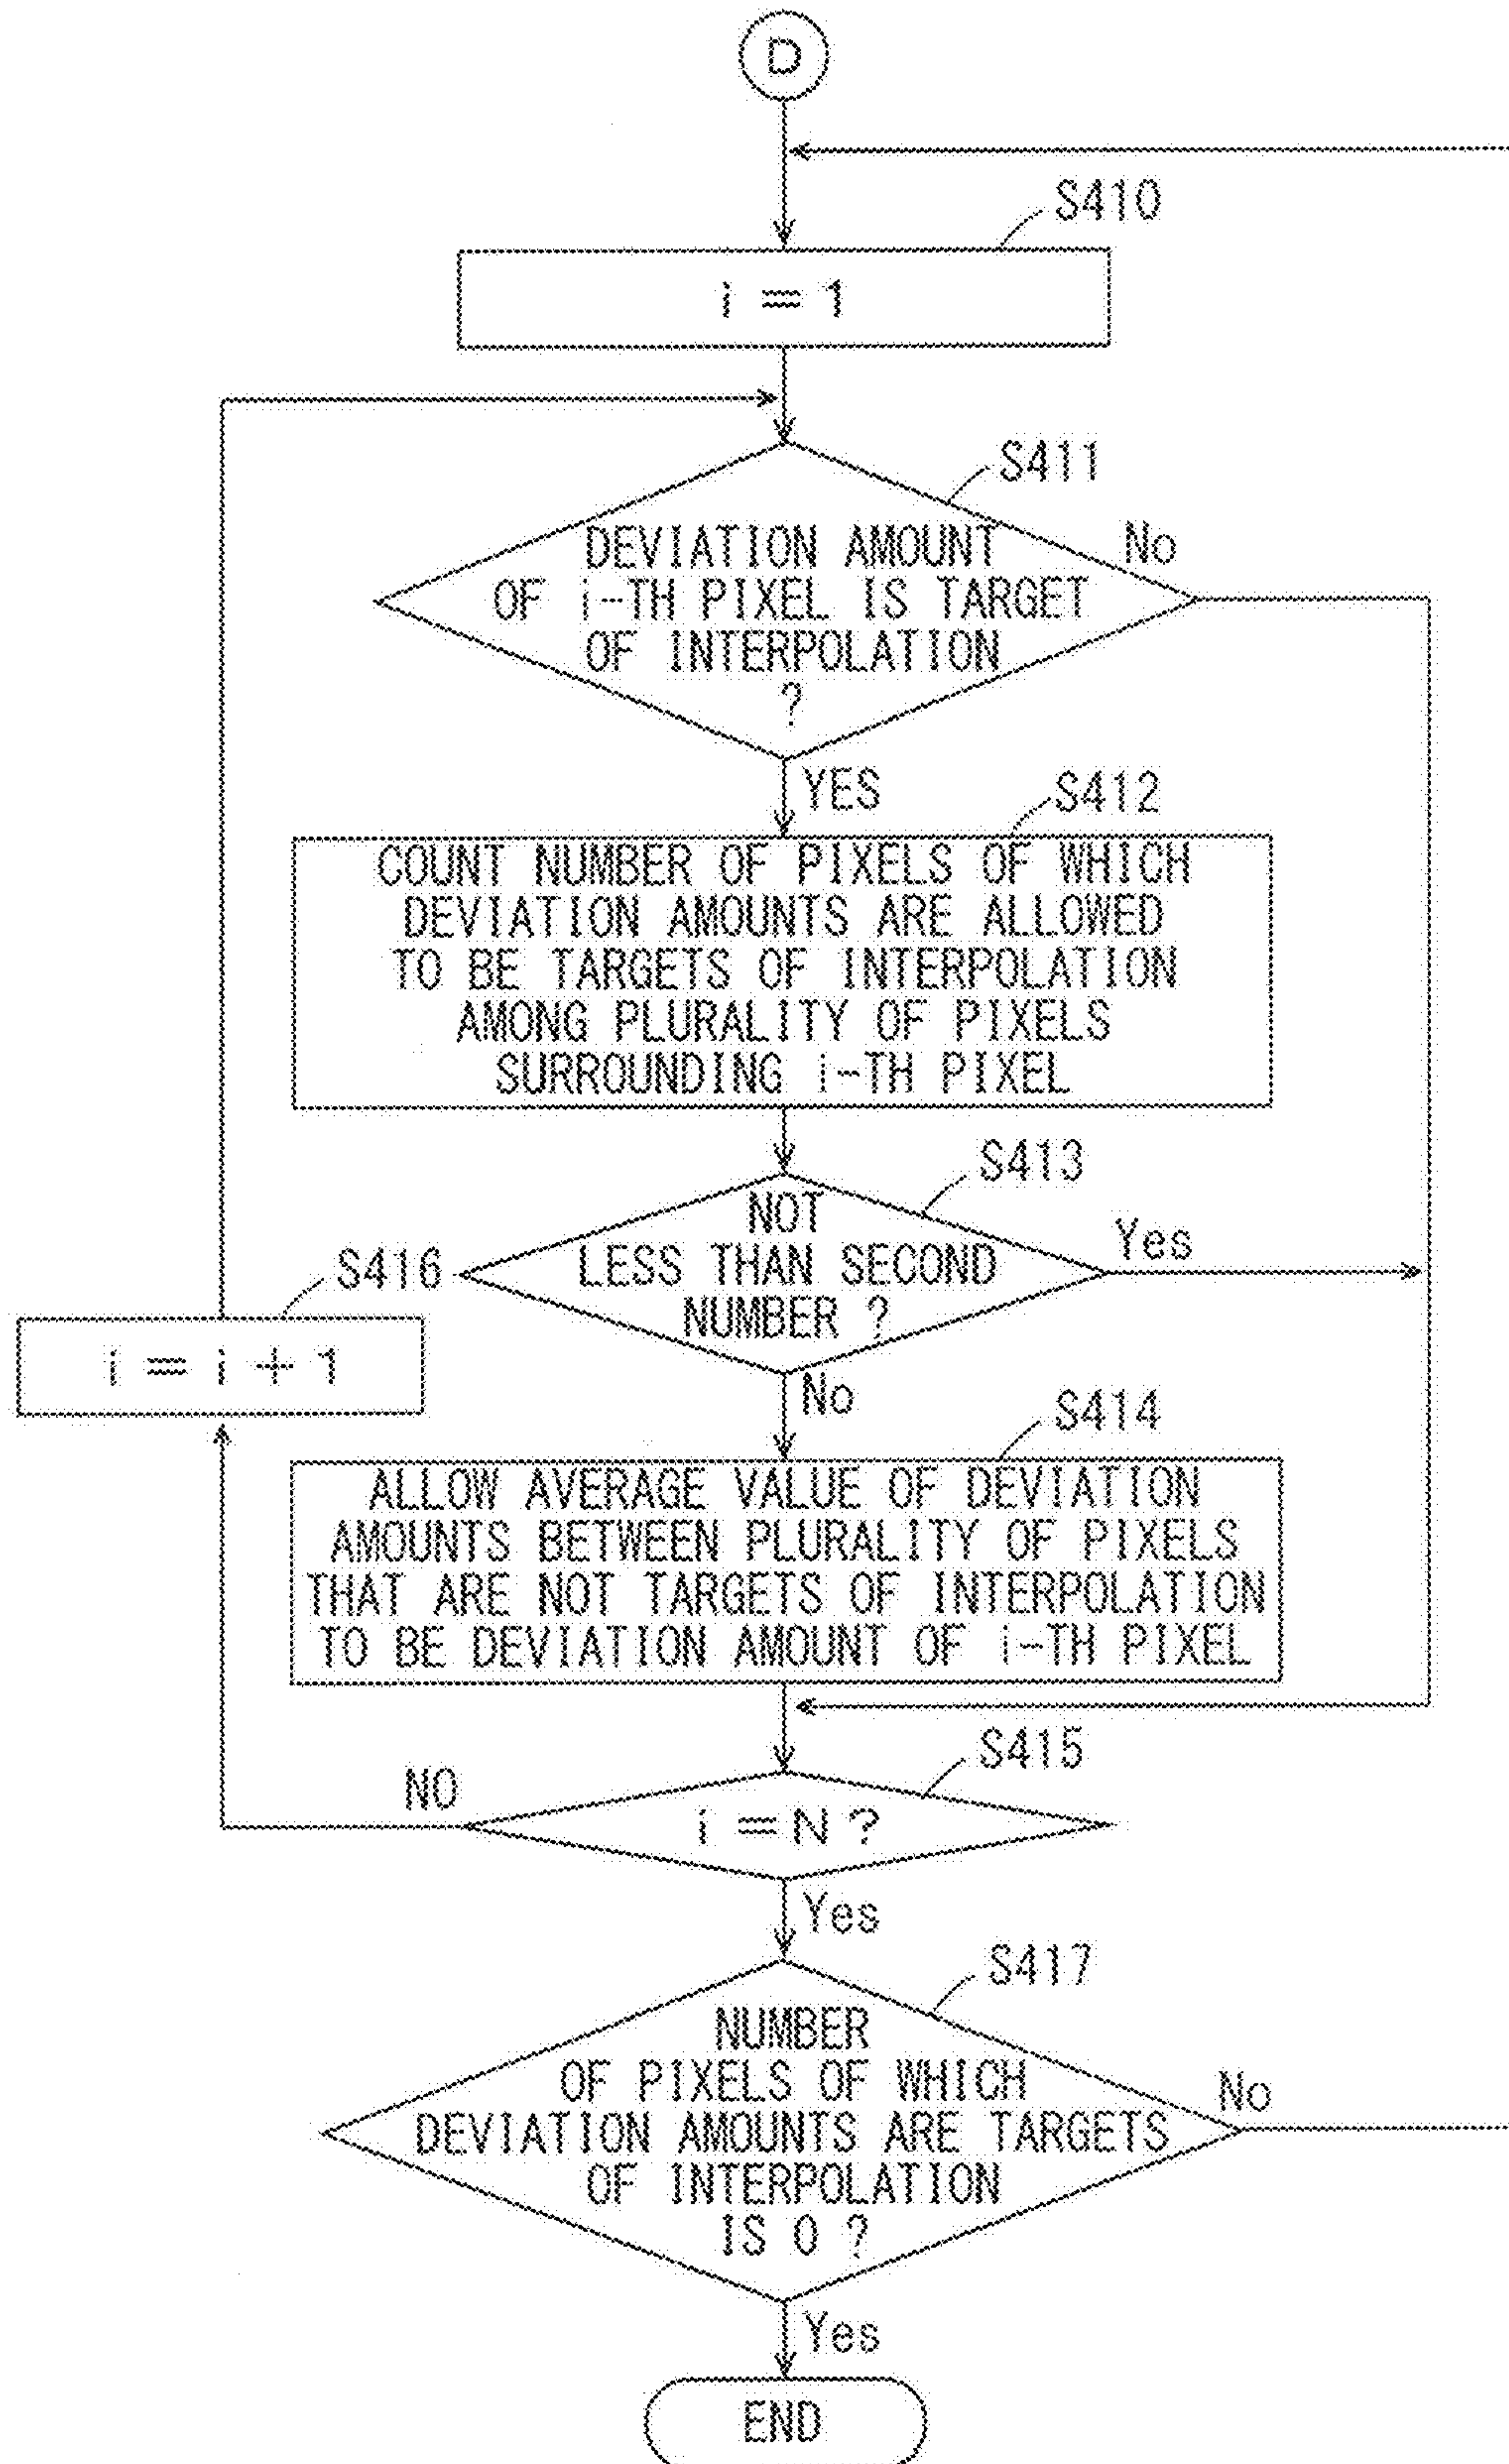 D
S410
i = 1
S411
DEVIATION AMOUNT
OF i-TH PIXEL IS TARGET
OF INTERPOLATION
?
No
YES
S412
COUNT NUMBER OF PIXELS OF WHICH
DEVIATION AMOUNTS ARE ALLOWED
TO BE TARGETS OF INTERPOLATION
AMONG PLURALITY OF PIXELS
SURROUNDING i-TH PIXEL
S413
NOT
LESS THAN SECOND
NUMBER ?
Yes
No
S416
i = i + 1
S414
ALLOW AVERAGE VALUE OF DEVIATION
AMOUNTS BETWEEN PLURALITY OF PIXELS
THAT ARE NOT TARGETS OF INTERPOLATION
TO BE DEVIATION AMOUNT OF i-TH PIXEL
S415
i = N ?
NO
Yes
S417
NUMBER
OF PIXELS OF WHICH
DEVIATION AMOUNTS ARE TARGETS
OF INTERPOLATION
IS 0 ?
No
Yes
END